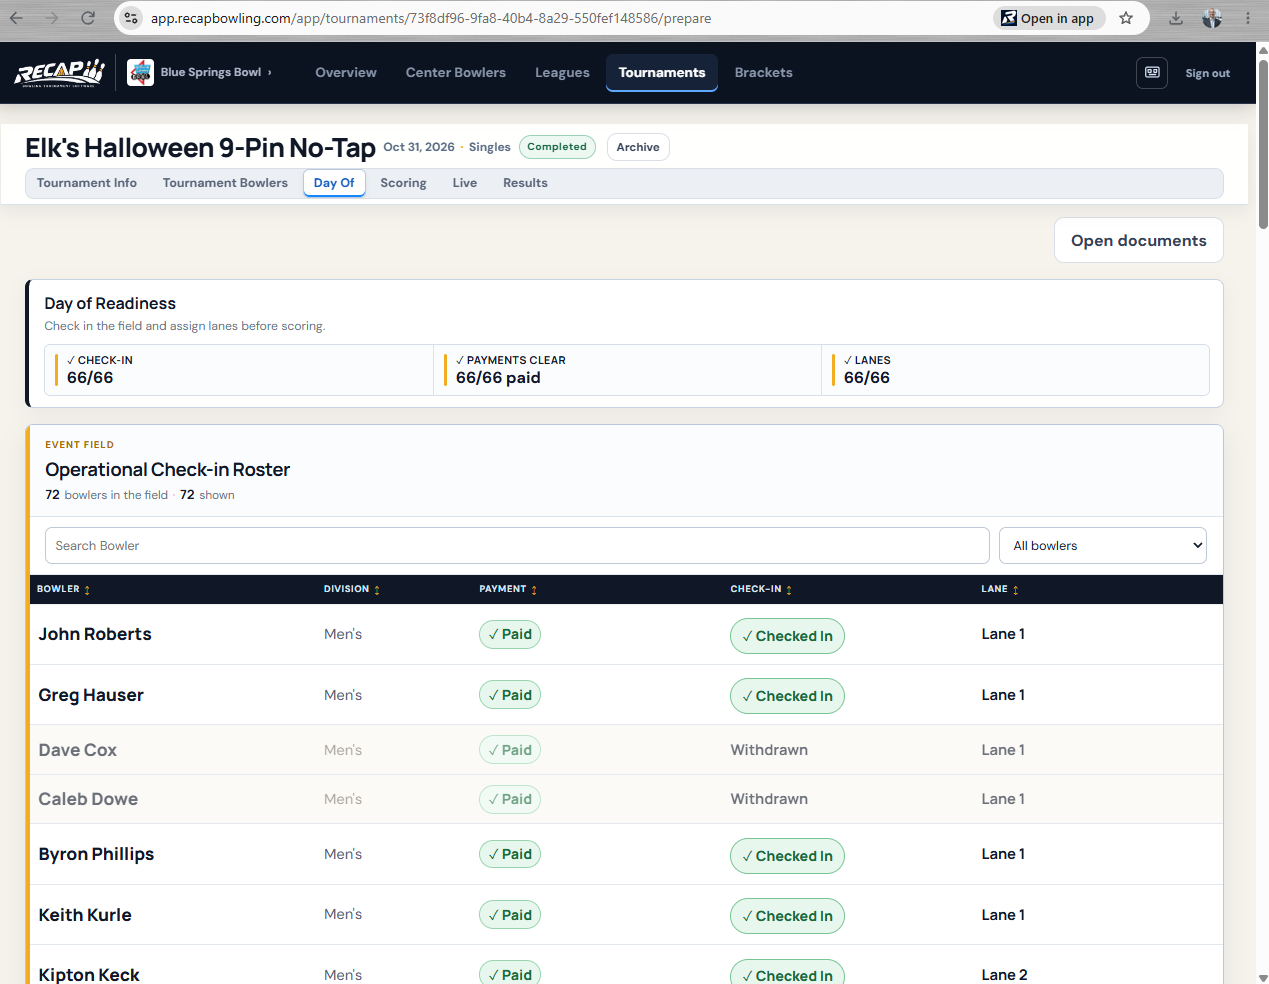 app.recapbowling.com/app/tournaments/73f8df96-9fa8-40b4-8a29-550fef148586/prepare
Open in app
RECAP
BOWLING TOURNAMENT SOFTWARE
Blue Springs Bowl ›
Overview
Center Bowlers
Leagues
Tournaments
Brackets
Sign out
Elk's Halloween 9-Pin No-Tap
Oct 31, 2026 · Singles
Completed
Archive
Tournament Info
Tournament Bowlers
Day Of
Scoring
Live
Results
Open documents
Day of Readiness
Check in the field and assign lanes before scoring.
✓ CHECK-IN
66/66
✓ PAYMENTS CLEAR
66/66 paid
✓ LANES
66/66
EVENT FIELD
Operational Check-in Roster
72 bowlers in the field · 72 shown
Search Bowler
All bowlers
BOWLER ↕ DIVISION ↕ PAYMENT ↕ CHECK-IN ↕ LANE ↕
John Roberts Men's ✓ Paid ✓ Checked In Lane 1
Greg Hauser Men's ✓ Paid ✓ Checked In Lane 1
Dave Cox Men's ✓ Paid Withdrawn Lane 1
Caleb Dowe Men's ✓ Paid Withdrawn Lane 1
Byron Phillips Men's ✓ Paid ✓ Checked In Lane 1
Keith Kurle Men's ✓ Paid ✓ Checked In Lane 1
Kipton Keck Men's ✓ Paid ✓ Checked In Lane 2